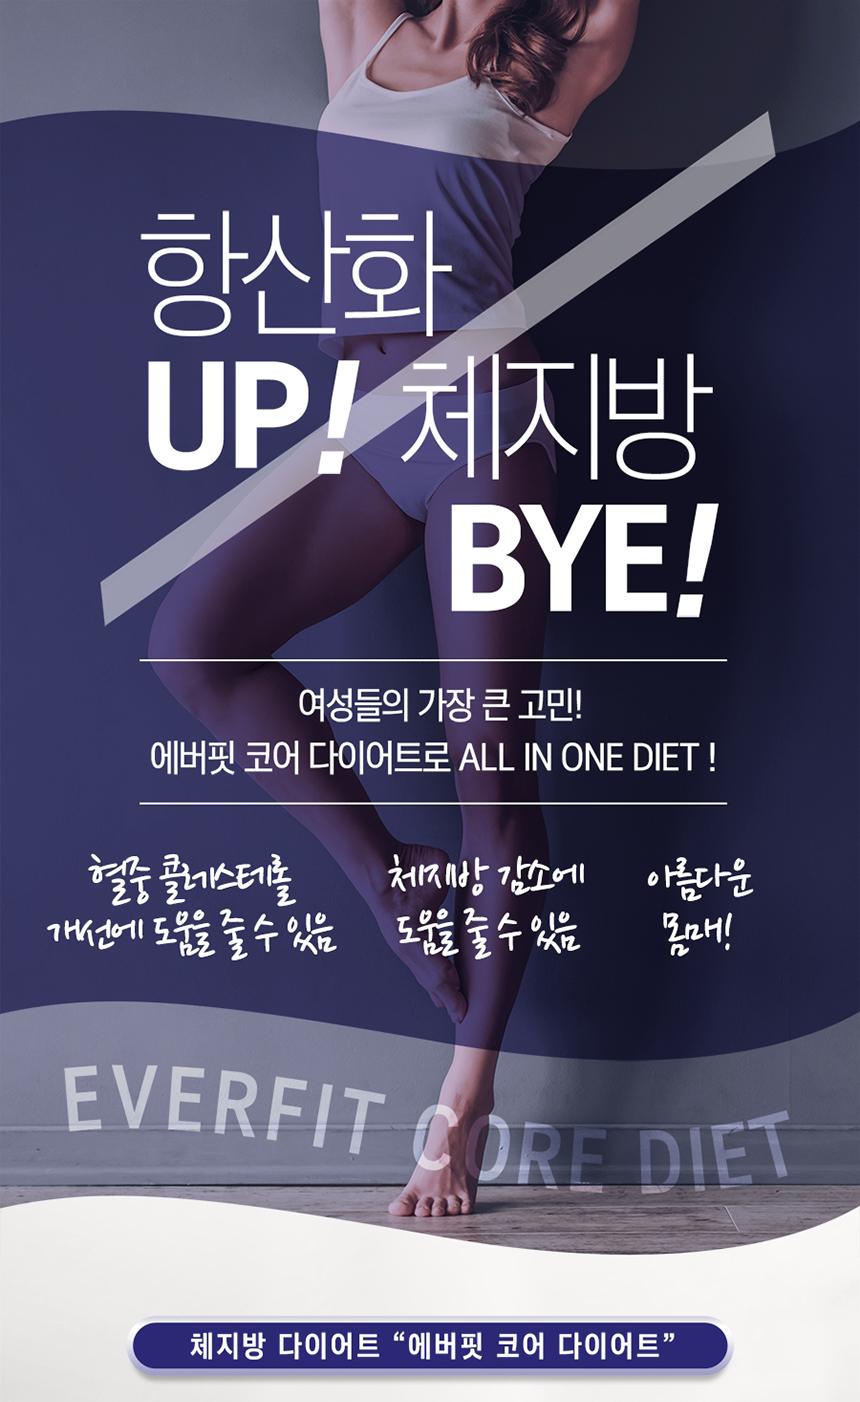 항산화
UP! 체지방
BYE!
여성들의 가장 큰 고민!
에버핏 코어 다이어트로 ALL IN ONE DIET !
혈중 콜레스테롤
개선에 도움을 줄 수 있음
체지방 감소에
도움을 줄 수 있음
아름다운
몸매!
EVERFIT CORE DIET
체지방 다이어트 “에버핏 코어 다이어트”